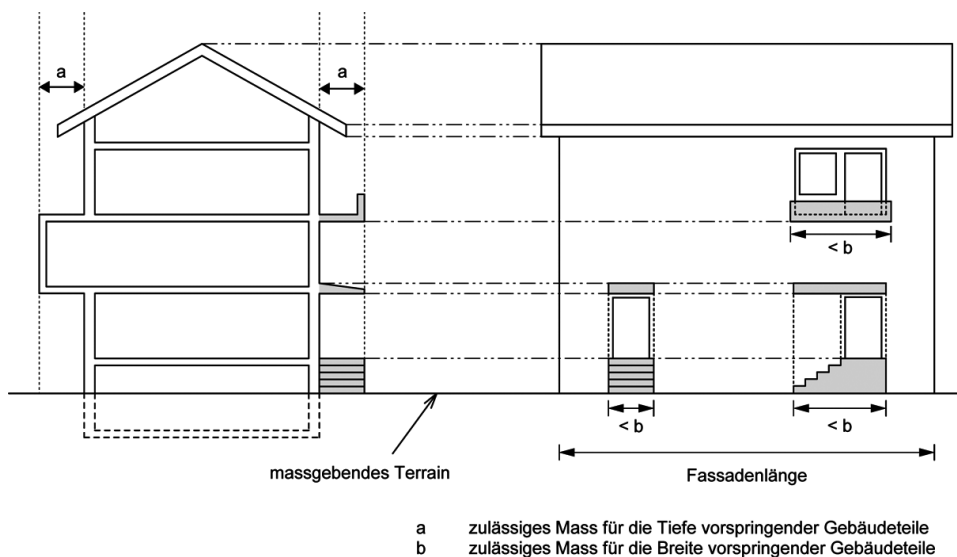 a
a
< b
< b
< b
massgebendes Terrain
Fassadenlänge
a zulässiges Mass für die Tiefe vorspringender Gebäudeteile
b zulässiges Mass für die Breite vorspringender Gebäudeteile